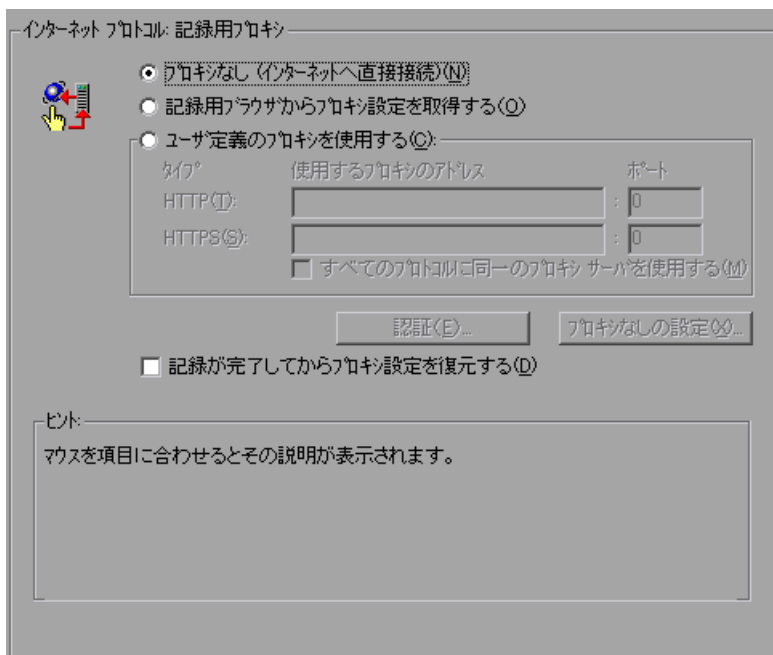 インターネット プロトコル: 記録用プロキシ
プロキシなし (インターネットへ直接接続)(N)
記録用ブラウザからプロキシ設定を取得する(O)
ユーザ定義のプロキシを使用する(C):
タイプ 使用するプロキシのアドレス ポート
HTTP(T): : 0
HTTPS(S): : 0
すべてのプロトコルに同一のプロキシ サーバを使用する(M)
認証(E)... プロキシなしの設定(X)...
記録が完了してからプロキシ設定を復元する(D)
ヒント:
マウスを項目に合わせるとその説明が表示されます。